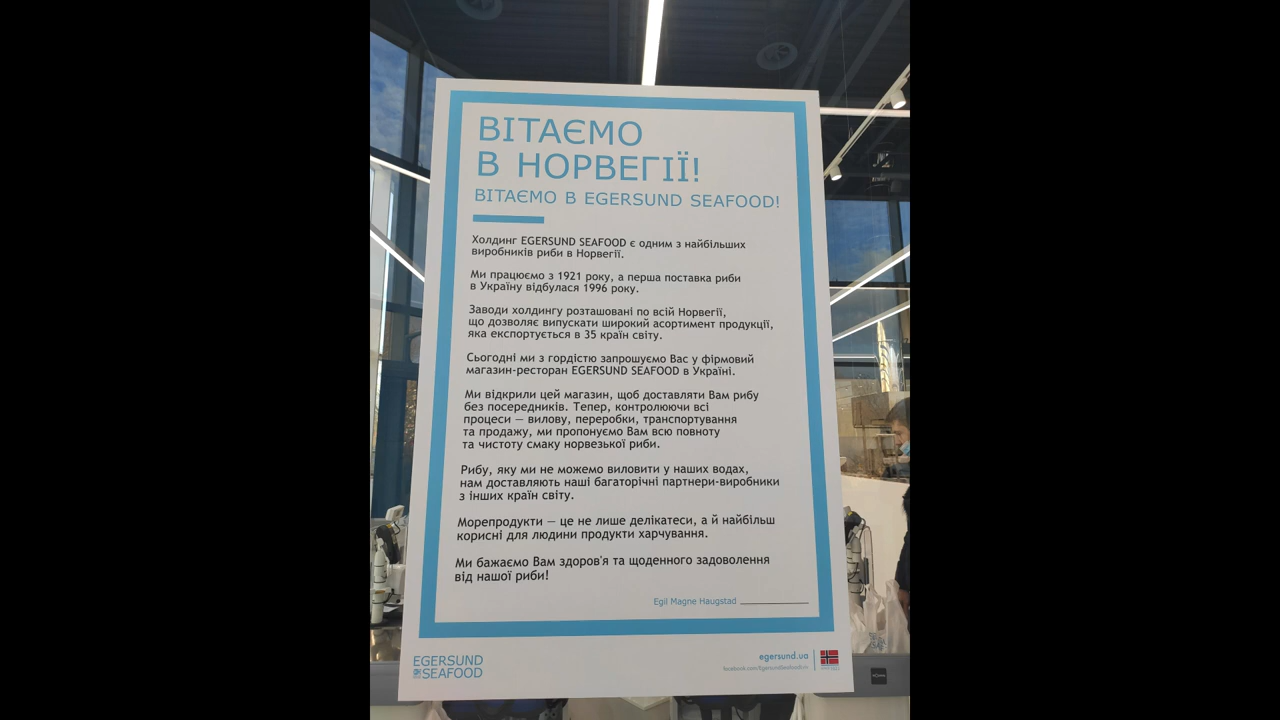 ВІТАЄМО
В НОРВЕГІЇ!
ВІТАЄМО В EGERSUND SEAFOOD!
Холдинг EGERSUND SEAFOOD є одним з найбільших
виробників риби в Норвегії.
Ми працюємо з 1921 року, а перша поставка риби
в Україну відбулася 1996 року.
Заводи холдингу розташовані по всій Норвегії,
що дозволяє випускати широкий асортимент продукції,
яка експортується в 35 країн світу.
Сьогодні ми з гордістю запрошуємо Вас у фірмовий
магазин-ресторан EGERSUND SEAFOOD в Україні.
Ми відкрили цей магазин, щоб доставляти Вам рибу
без посередників. Тепер, контролюючи всі
процеси — вилову, переробки, транспортування
та продажу, ми пропонуємо Вам всю повноту
та чистоту смаку норвезької риби.
Рибу, яку ми не можемо виловити у наших водах,
нам доставляють наші багаторічні партнери-виробники
з інших країн світу.
Морепродукти — це не лише делікатеси, а й найбільш
корисні для людини продукти харчування.
Ми бажаємо Вам здоров'я та щоденного задоволення
від нашої риби!
Egil Magne Haugstad
EGERSUND
SEAFOOD
egersund.ua